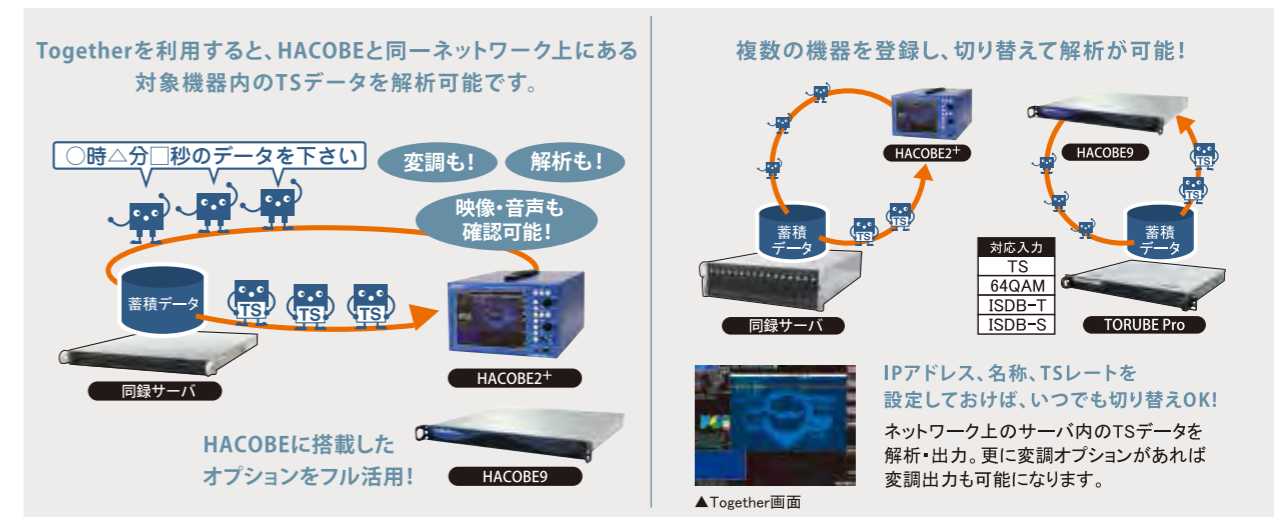 Togetherを利用すると、HACOBEと同一ネットワーク上にある
対象機器内のTSデータを解析可能です。
○時△分□秒のデータを下さい
変調も!
解析も!
映像・音声も
確認可能!
蓄積データ
TS
TS
TS
同録サーバ
HACOBE2+
HACOBEに搭載した
オプションをフル活用!
HACOBE9
複数の機器を登録し、切り替えて解析が可能!
HACOBE2+
蓄積
データ
TS
TS
TS
同録サーバ
HACOBE9
TS
TS
TS
蓄積
データ
TORUBE Pro
対応入力
TS
64QAM
ISDB-T
ISDB-S
▲Together画面
IPアドレス、名称、TSレートを
設定しておけば、いつでも切り替えOK!
ネットワーク上のサーバ内のTSデータを
解析・出力。更に変調オプションがあれば
変調出力も可能になります。